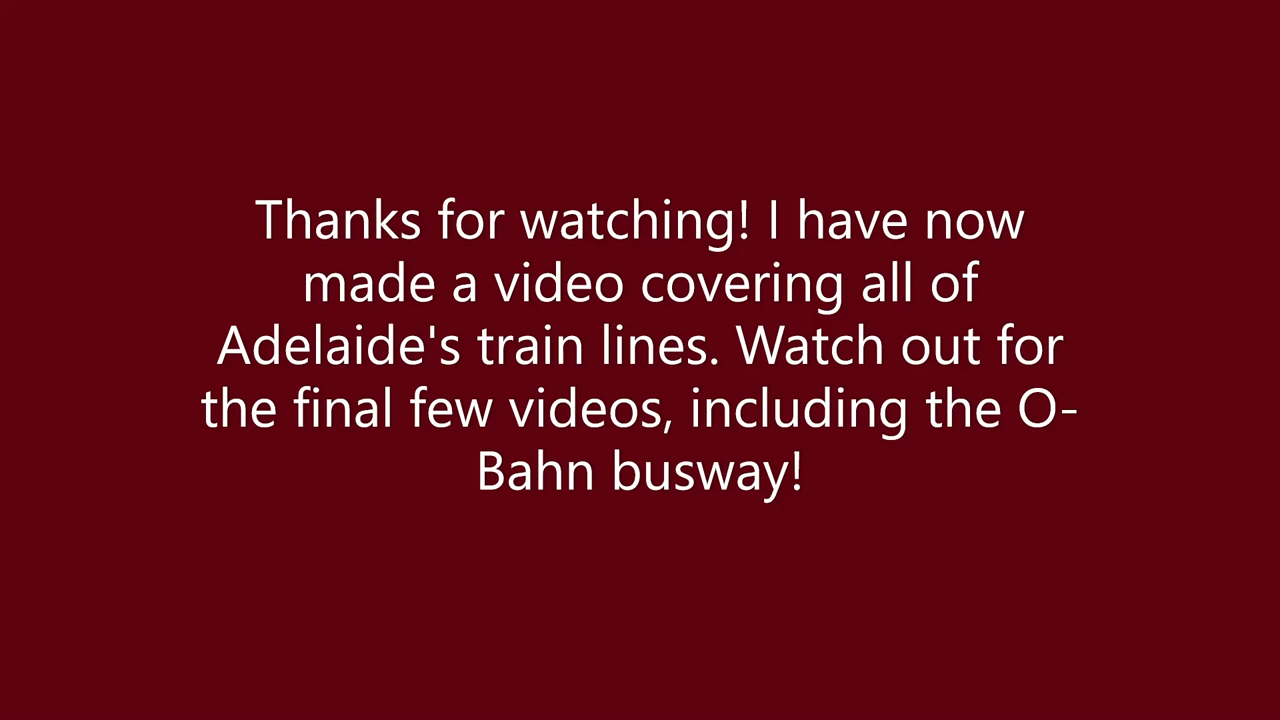 Thanks for watching! I have now
made a video covering all of
Adelaide's train lines. Watch out for
the final few videos, including the O-
Bahn busway!